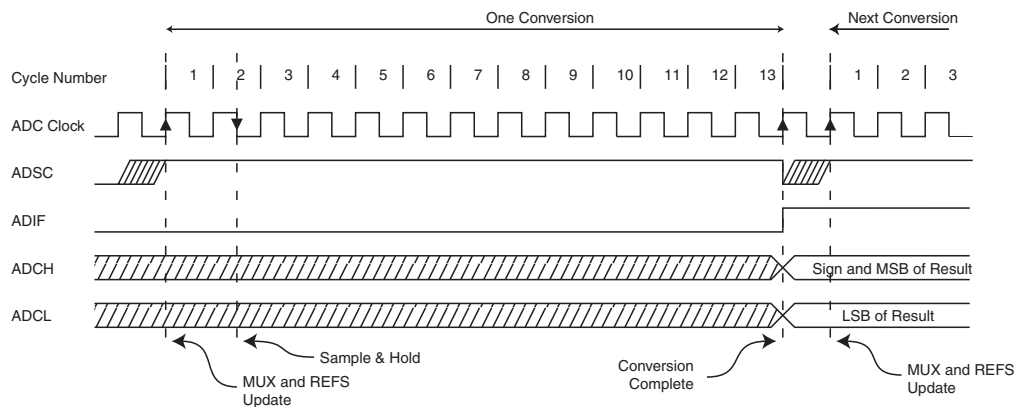 One Conversion
Next Conversion
Cycle Number 1 2 3 4 5 6 7 8 9 10 11 12 13 1 2 3
ADC Clock
ADSC
ADIF
ADCH
Sign and MSB of Result
ADCL
LSB of Result
Sample & Hold
MUX and REFS
Update
Conversion
Complete
MUX and REFS
Update